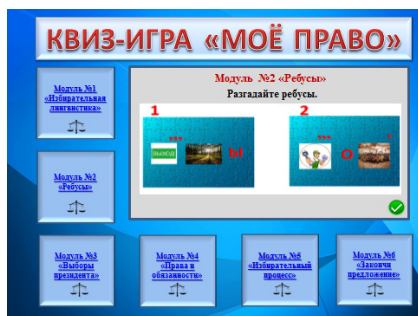 КВИЗ-ИГРА «МОЁ ПРАВО»
Модуль №1
«Избирательная
лингвистика»
Модуль №2 «Ребусы»
Разгадайте ребусы.
1
2
,,,
,,,
,
ВЫХОД
Ы
О
Модуль №2
«Ребусы»
Модуль №3
«Выборы
президента»
Модуль №4
«Права и
обязанности»
Модуль №5
«Избирательный
процесс»
Модуль №6
«Закончи
предложение»